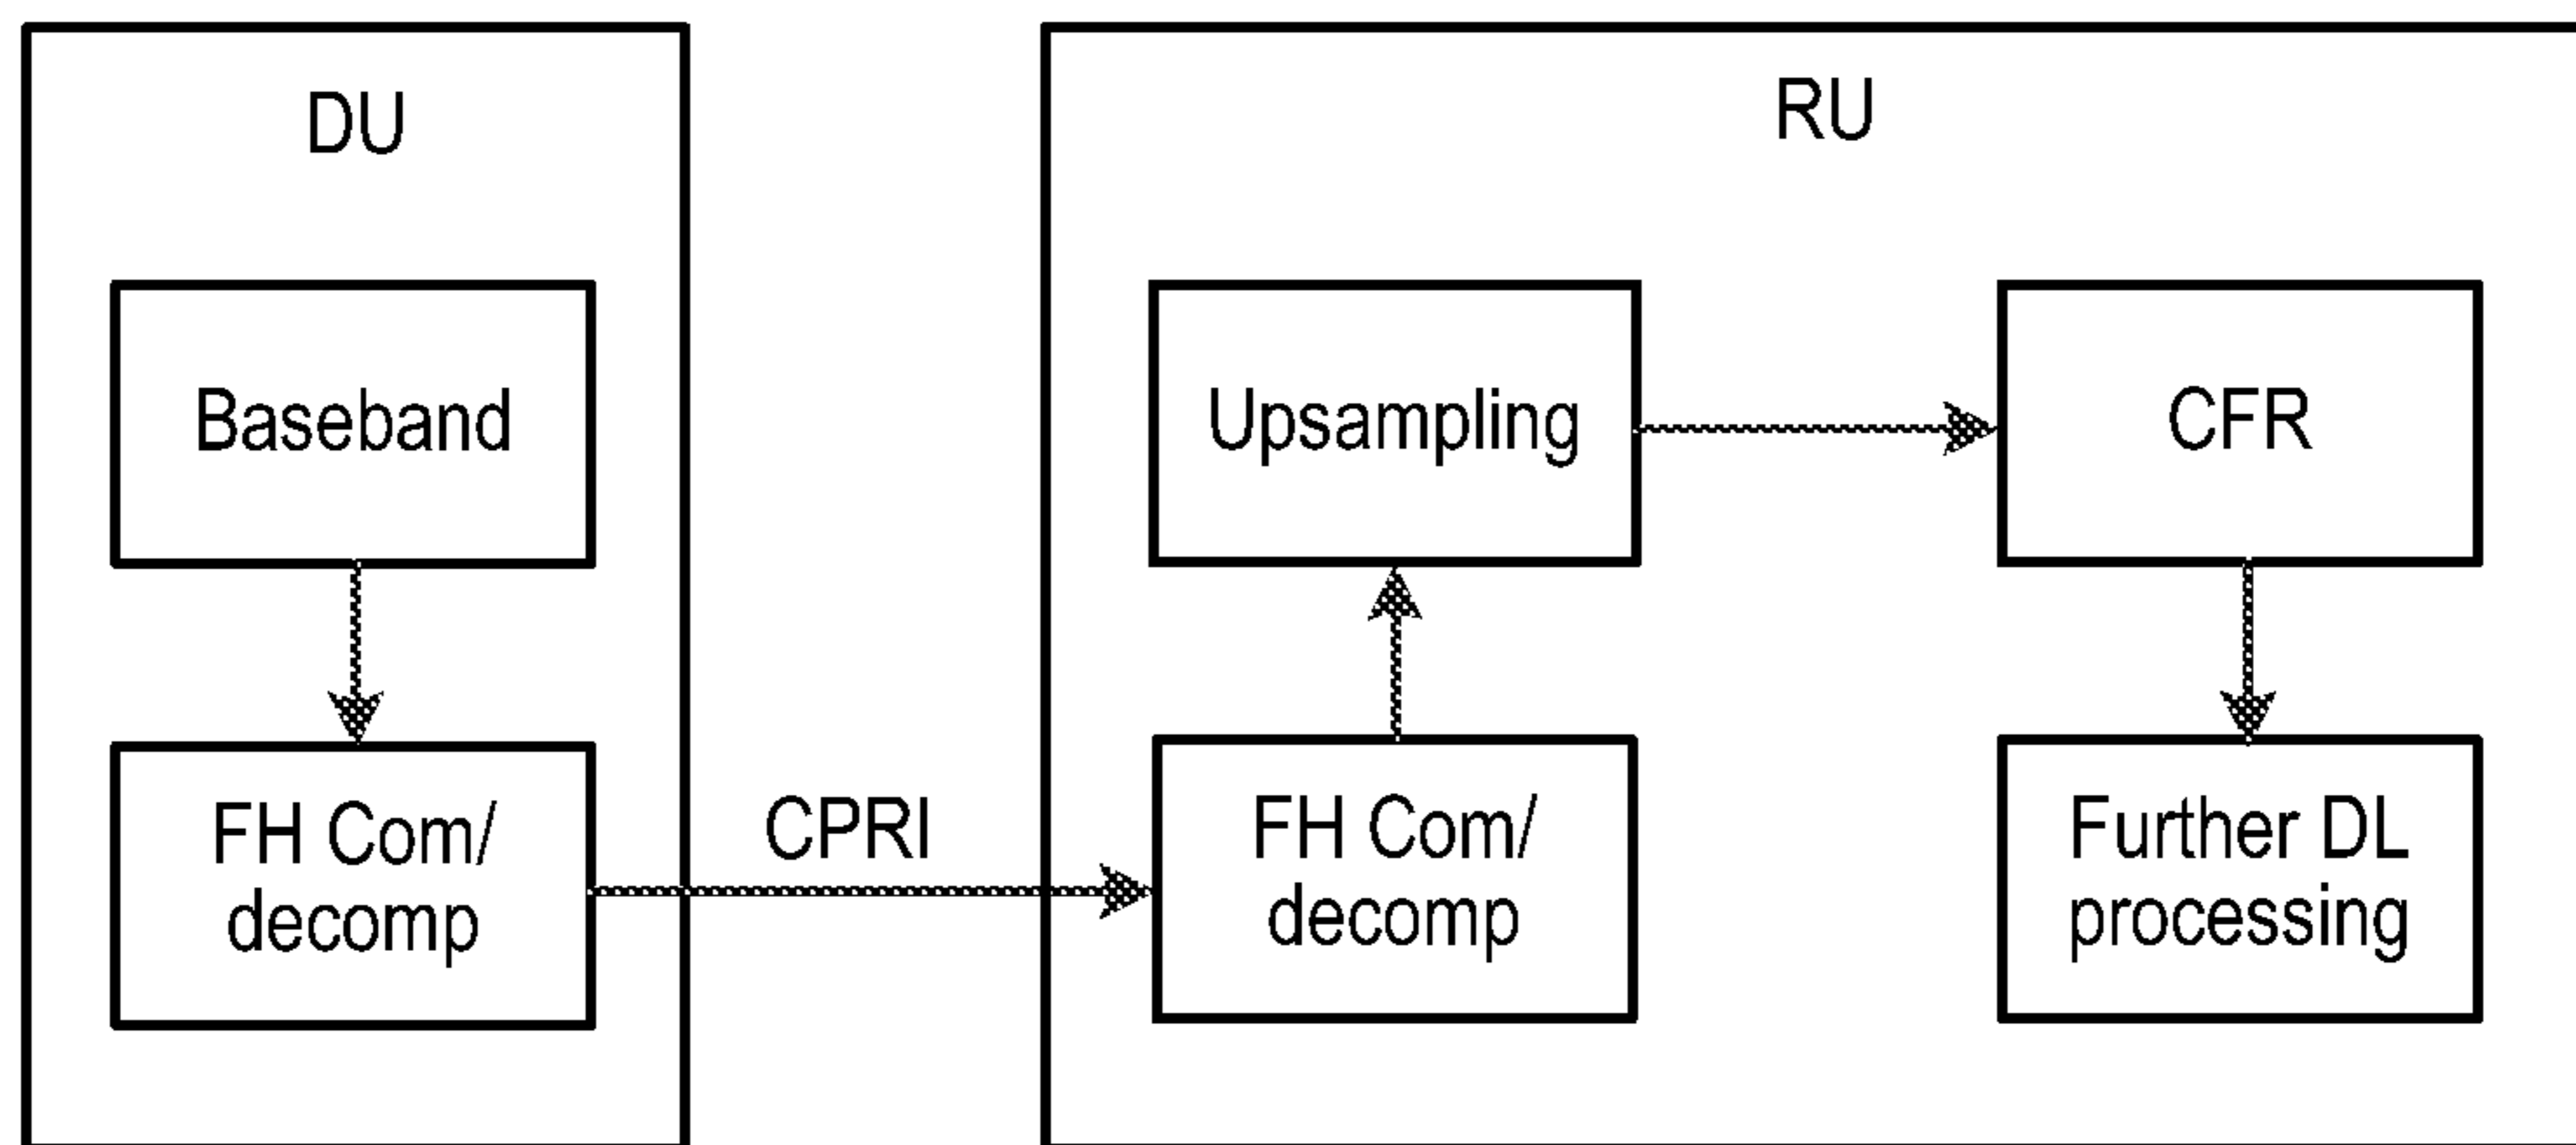 DU
RU
Baseband
Upsampling
CFR
FH Com/
decomp
CPRI
FH Com/
decomp
Further DL
processing